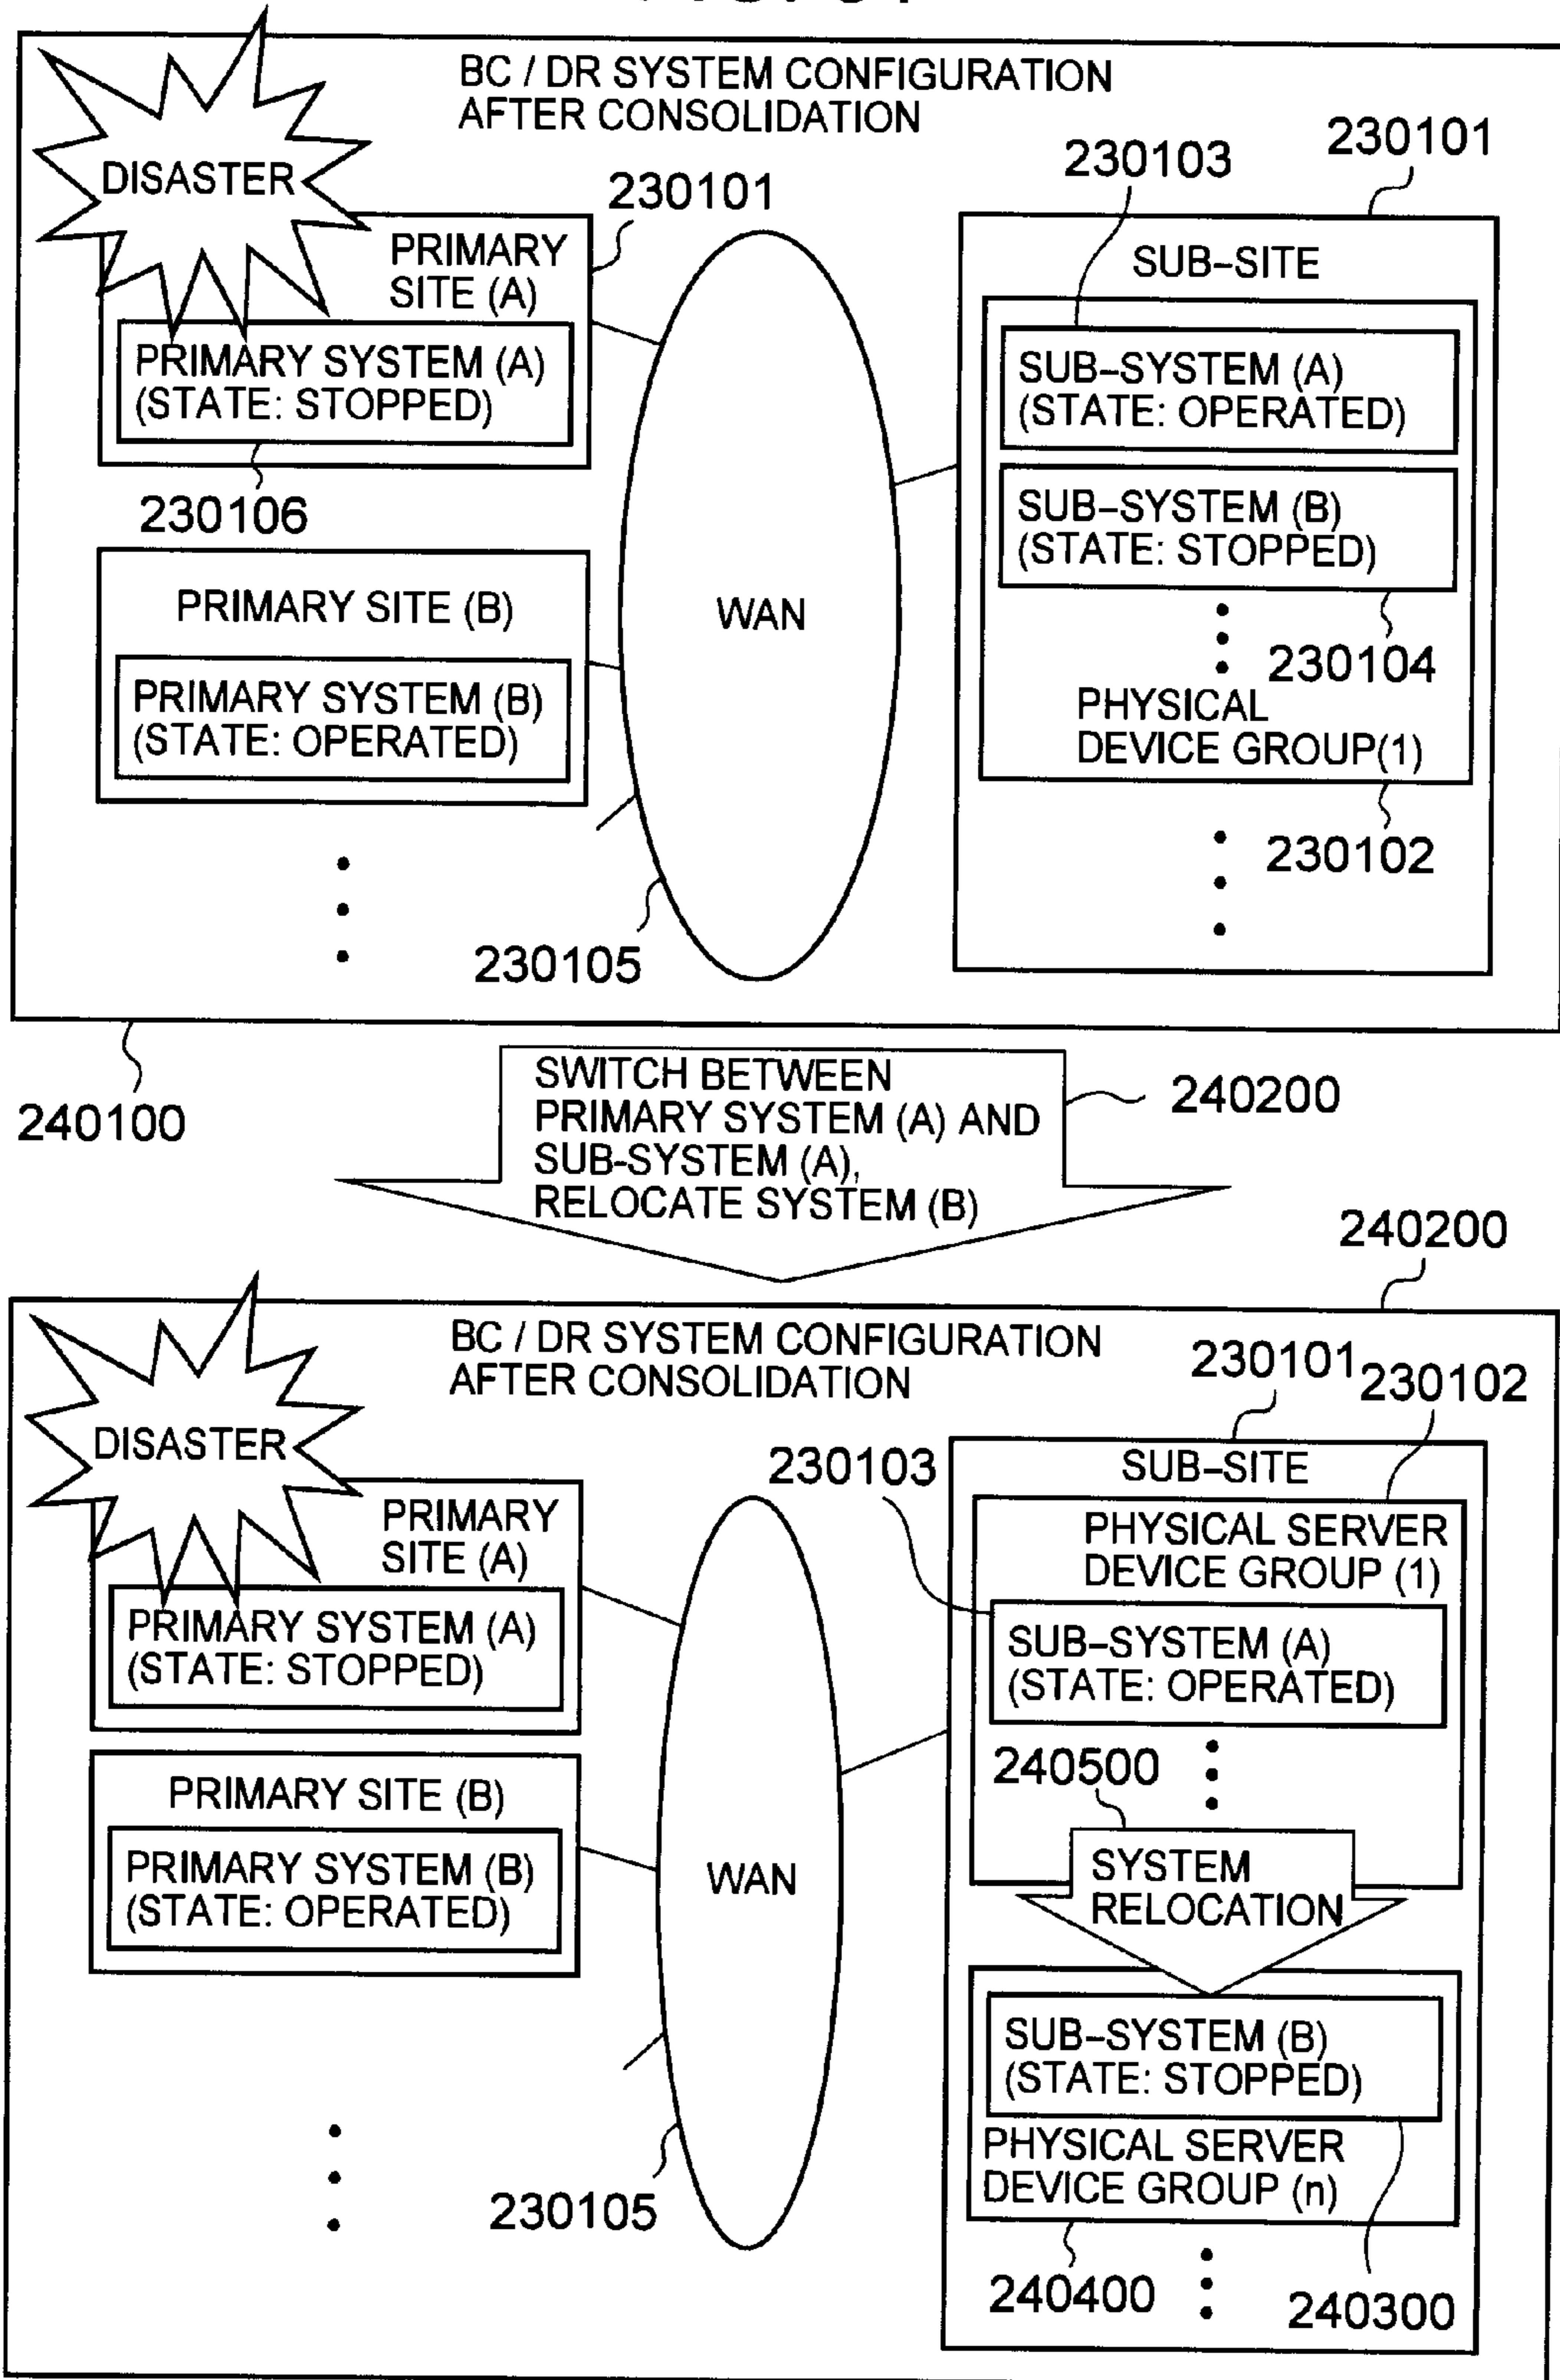 BC / DR SYSTEM CONFIGURATION
AFTER CONSOLIDATION
DISASTER
230101
230103
230101
PRIMARY
SITE (A)
PRIMARY SYSTEM (A)
(STATE: STOPPED)
230106
SUB-SITE
SUB-SYSTEM (A)
(STATE: OPERATED)
SUB-SYSTEM (B)
(STATE: STOPPED)
230104
PHYSICAL
DEVICE GROUP(1)
230102
WAN
PRIMARY SITE (B)
PRIMARY SYSTEM (B)
(STATE: OPERATED)
230105
240100
SWITCH BETWEEN
PRIMARY SYSTEM (A) AND
SUB-SYSTEM (A),
RELOCATE SYSTEM (B)
240200
240200
BC / DR SYSTEM CONFIGURATION
AFTER CONSOLIDATION
DISASTER
230101
230102
230103
PRIMARY
SITE (A)
PRIMARY SYSTEM (A)
(STATE: STOPPED)
SUB-SITE
PHYSICAL SERVER
DEVICE GROUP (1)
SUB-SYSTEM (A)
(STATE: OPERATED)
240500
PRIMARY SITE (B)
PRIMARY SYSTEM (B)
(STATE: OPERATED)
WAN
SYSTEM
RELOCATION
SUB-SYSTEM (B)
(STATE: STOPPED)
PHYSICAL SERVER
DEVICE GROUP (n)
230105
240400
240300